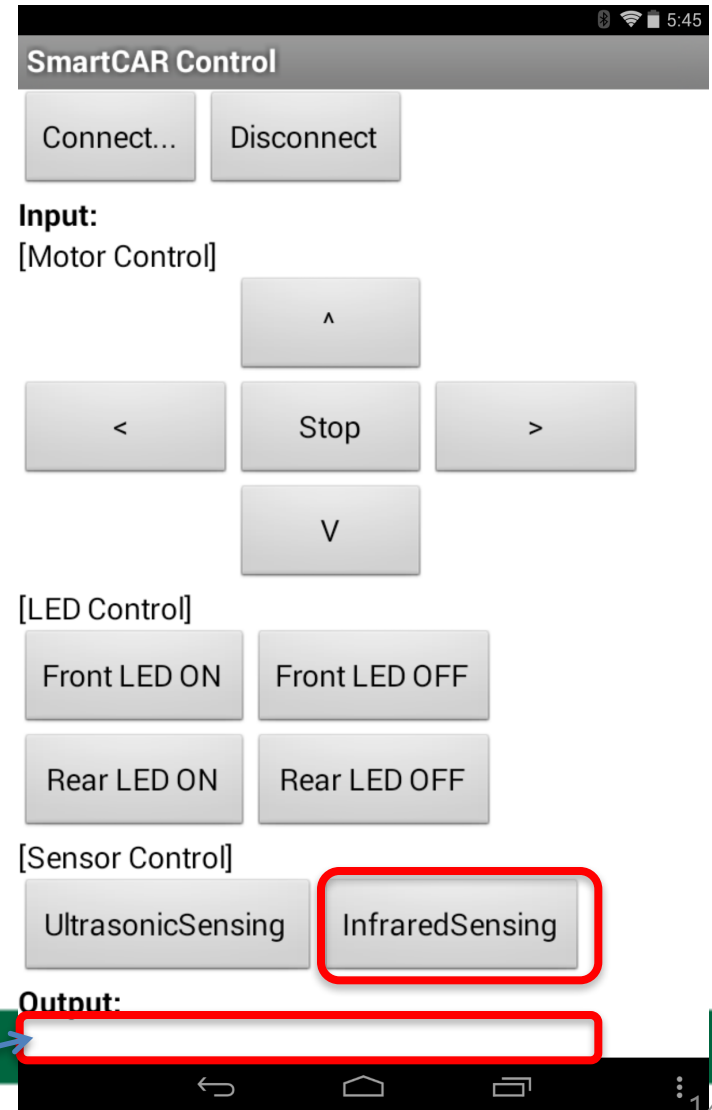 5:45
SmartCAR Control
Connect... Disconnect
Input:
[Motor Control]
^
< Stop >
V
[LED Control]
Front LED ON Front LED OFF
Rear LED ON Rear LED OFF
[Sensor Control]
UltrasonicSensing InfraredSensing
Output: